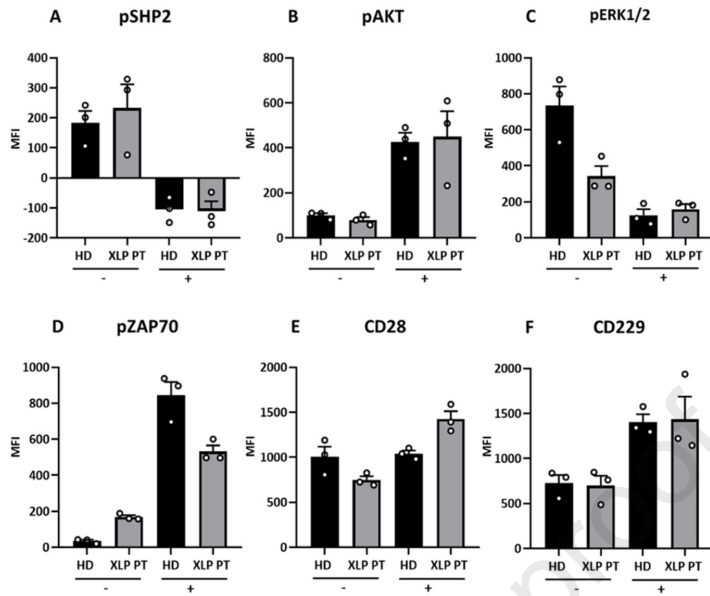 A pSHP2
MFI
400
300
200
100
0
-100
-200
HD XLP PT HD XLP PT
- +
B pAKT
MFI
800
600
400
200
0
HD XLP PT HD XLP PT
- +
C pERK1/2
MFI
1000
800
600
400
200
0
HD XLP PT HD XLP PT
- +
D pZAP70
MFI
1000
800
600
400
200
0
HD XLP PT HD XLP PT
- +
E CD28
MFI
2000
1500
1000
500
0
HD XLP PT HD XLP PT
- +
F CD229
MFI
2000
1500
1000
500
0
HD XLP PT HD XLP PT
- +
proof